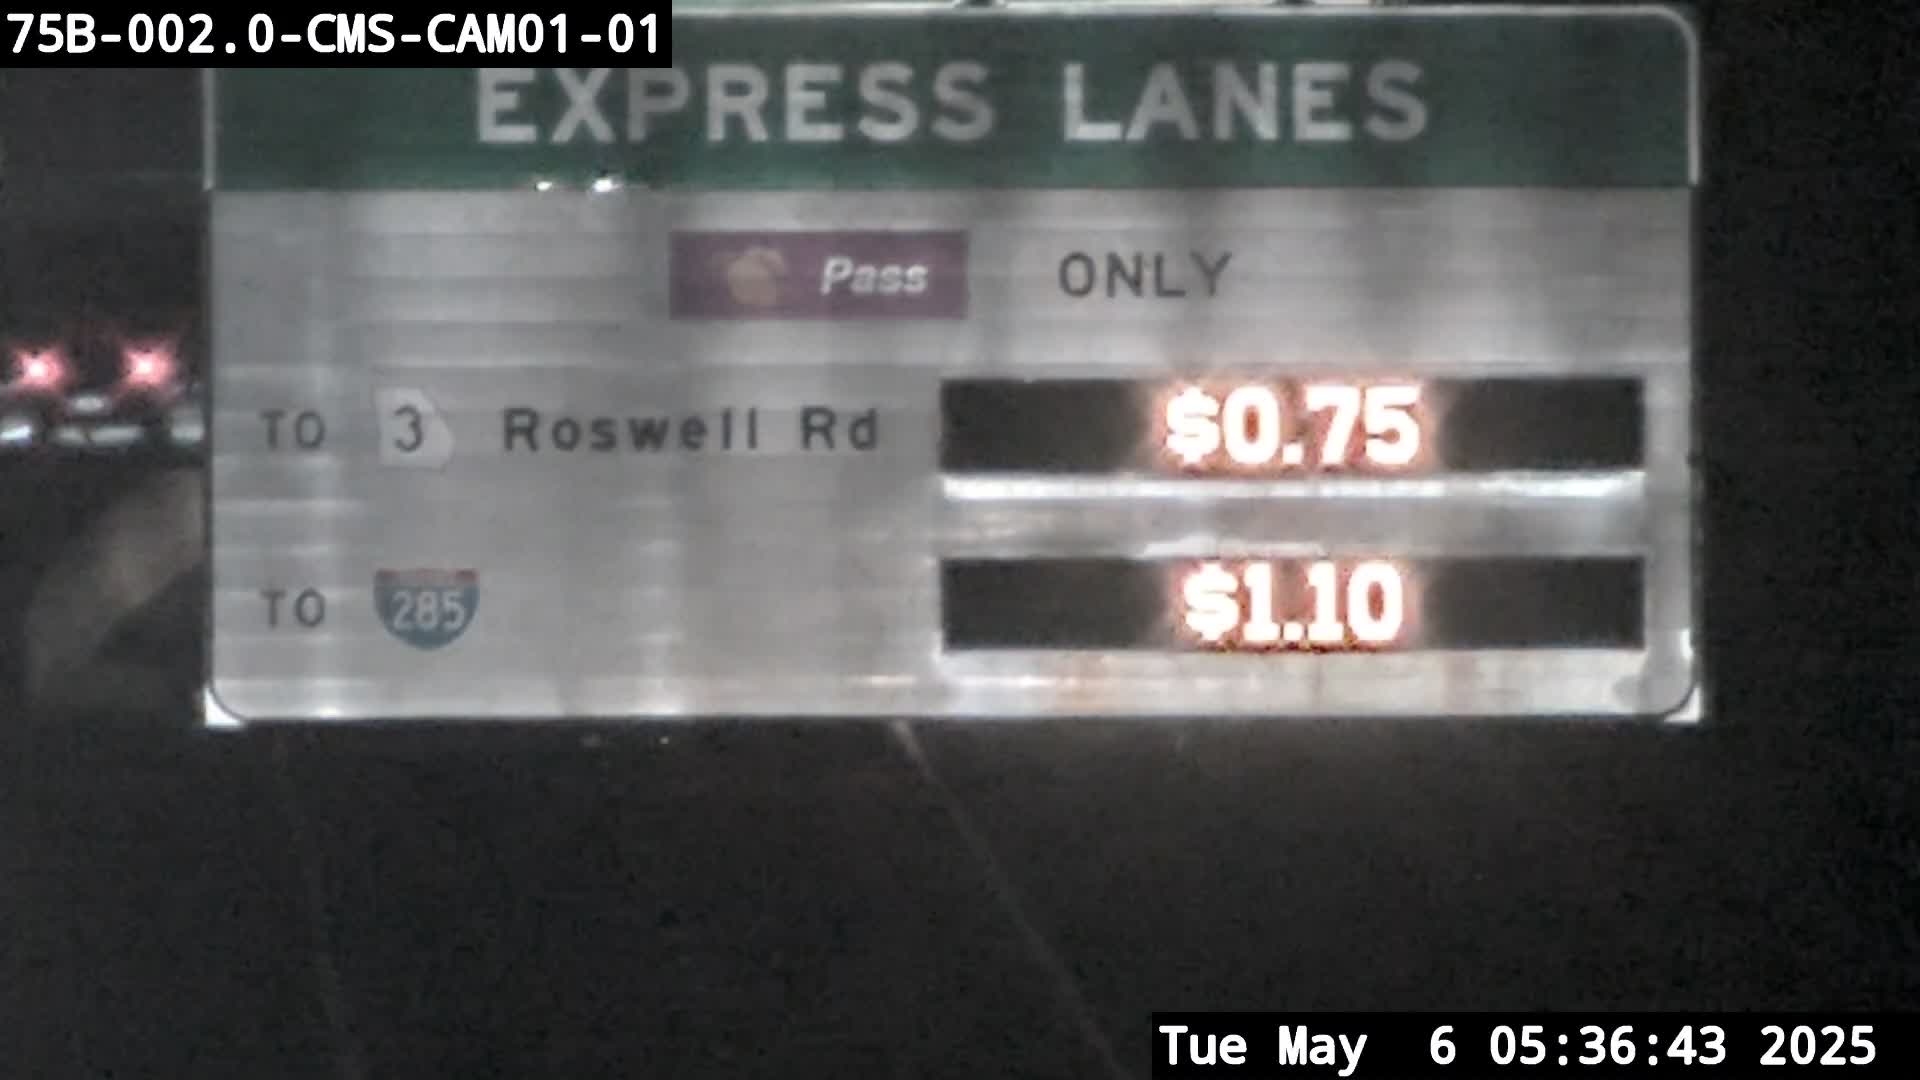 75B-002.0-CMS-CAM01-01
EXPRESS LANES
Pass ONLY
TO 3 Roswell Rd $0.75
TO 285 $1.10
Tue May 6 05:36:43 2025